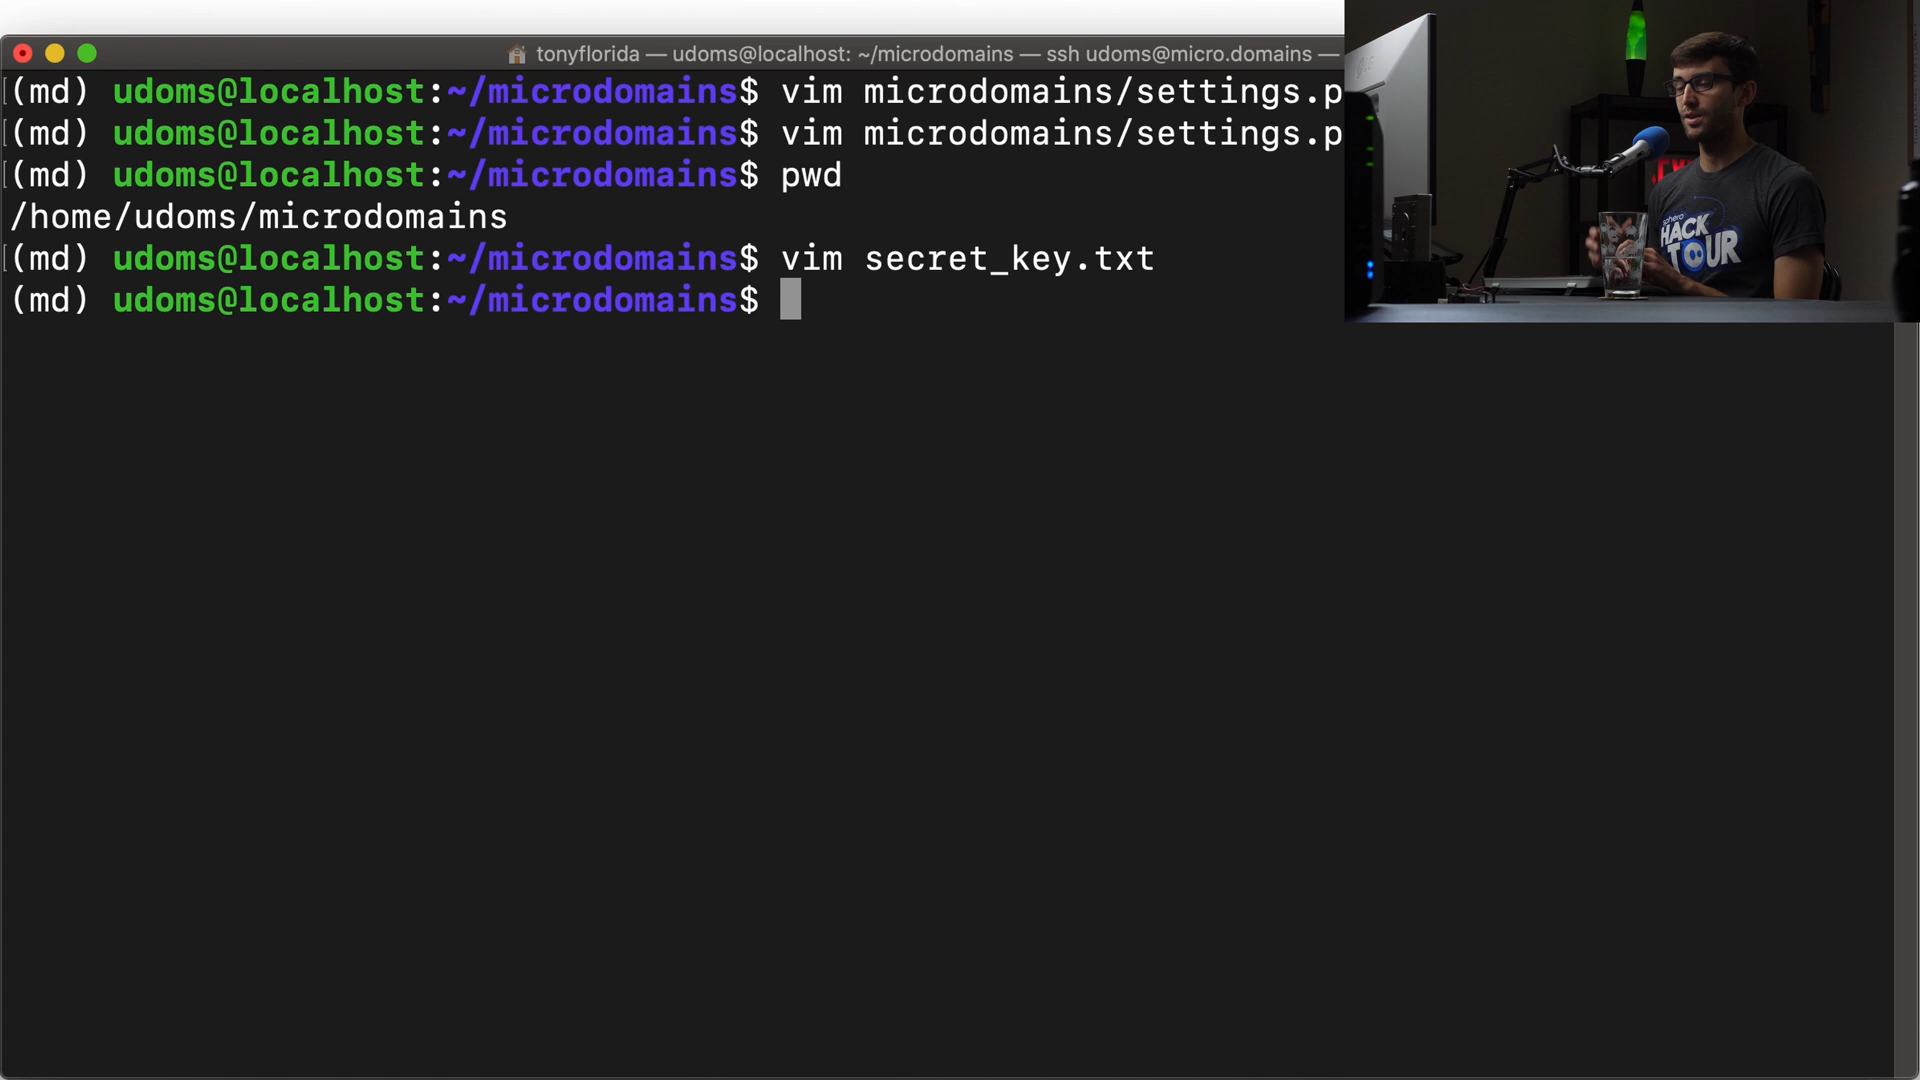 tonyflorida — udoms@localhost: ~/microdomains — ssh udoms@micro.domains —
(md) udoms@localhost:~/microdomains$ vim microdomains/settings.p
(md) udoms@localhost:~/microdomains$ vim microdomains/settings.p
(md) udoms@localhost:~/microdomains$ pwd
/home/udoms/microdomains
(md) udoms@localhost:~/microdomains$ vim secret_key.txt
(md) udoms@localhost:~/microdomains$
sphero
HACK
TOUR